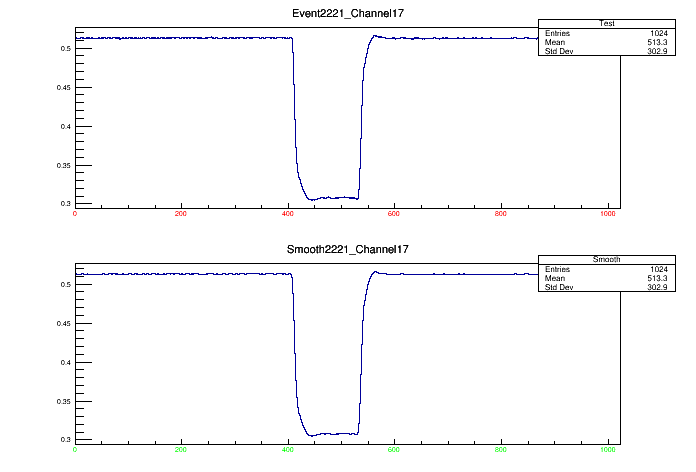 Event2221_Channel17
Test
Entries 1024
Mean 513.3
Std Dev 302.9
0.5
0.45
0.4
0.35
0.3
0 200 400 600 800 1000
Smooth2221_Channel17
Smooth
Entries 1024
Mean 513.3
Std Dev 302.9
0.5
0.45
0.4
0.35
0.3
0 200 400 600 800 1000